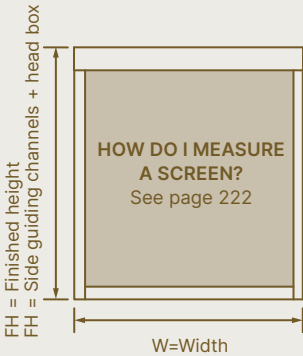 FH = Finished height
FH = Side guiding channels + head box
HOW DO I MEASURE
A SCREEN?
See page 222
W=Width